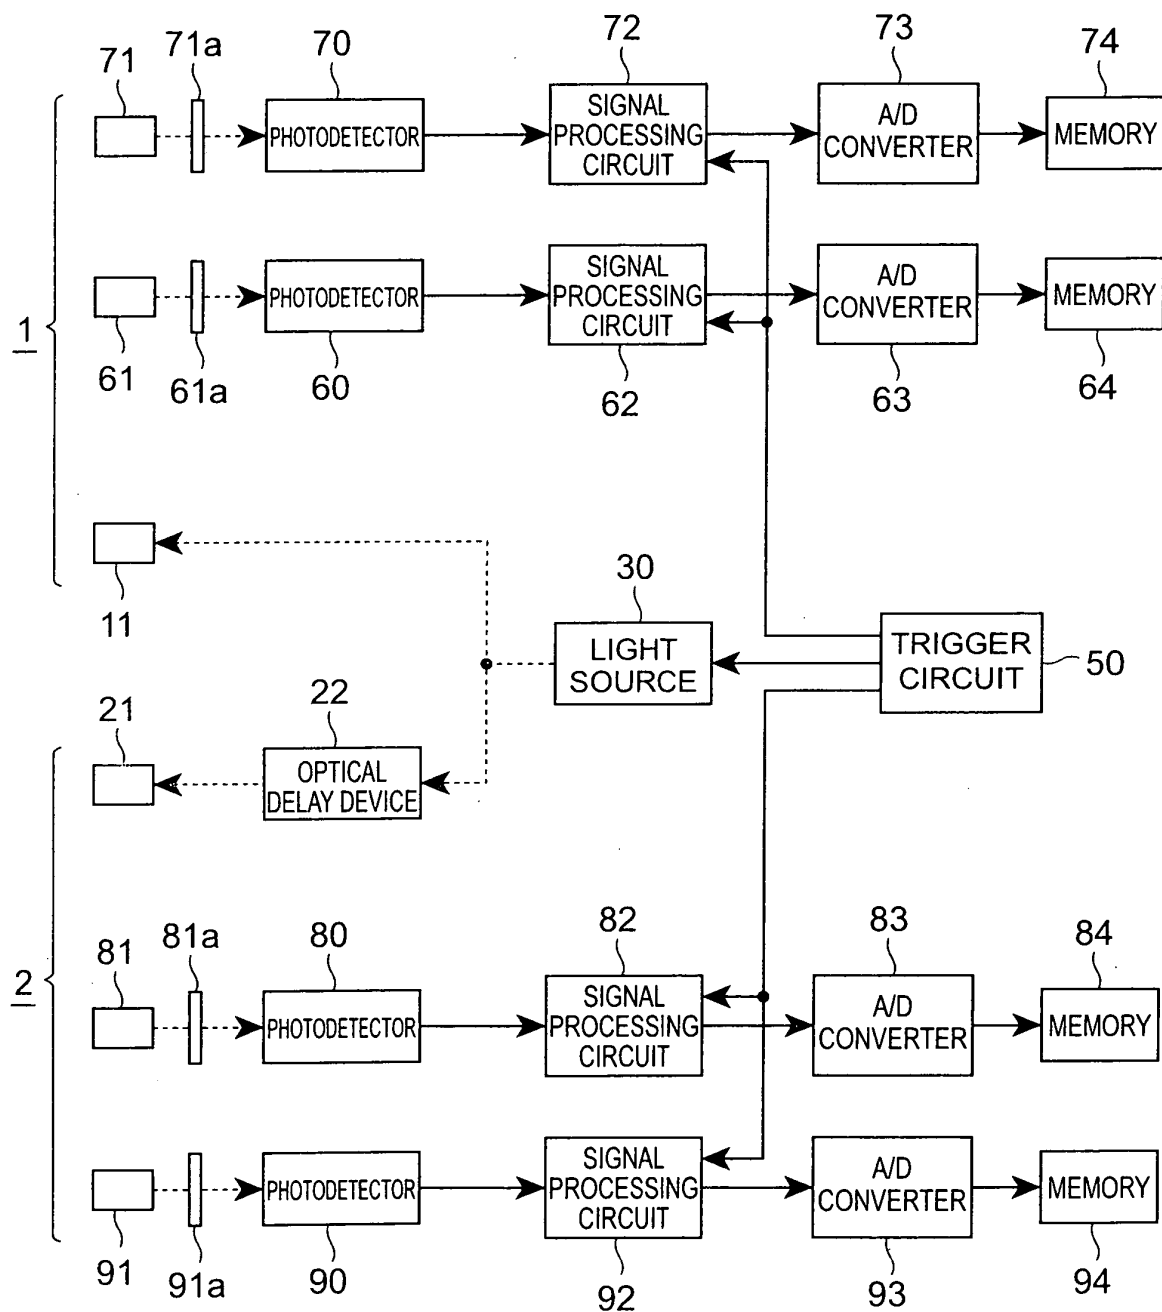 71 71a 70 72 73 74
PHOTODETECTOR
SIGNAL
PROCESSING
CIRCUIT
A/D
CONVERTER
MEMORY
1
PHOTODETECTOR
SIGNAL
PROCESSING
CIRCUIT
A/D
CONVERTER
MEMORY
61 61a 60 62 63 64
11
30
LIGHT
SOURCE
TRIGGER
CIRCUIT
50
21 22
OPTICAL
DELAY DEVICE
2
81 81a 80 82 83 84
PHOTODETECTOR
SIGNAL
PROCESSING
CIRCUIT
A/D
CONVERTER
MEMORY
PHOTODETECTOR
SIGNAL
PROCESSING
CIRCUIT
A/D
CONVERTER
MEMORY
91 91a 90 92 93 94